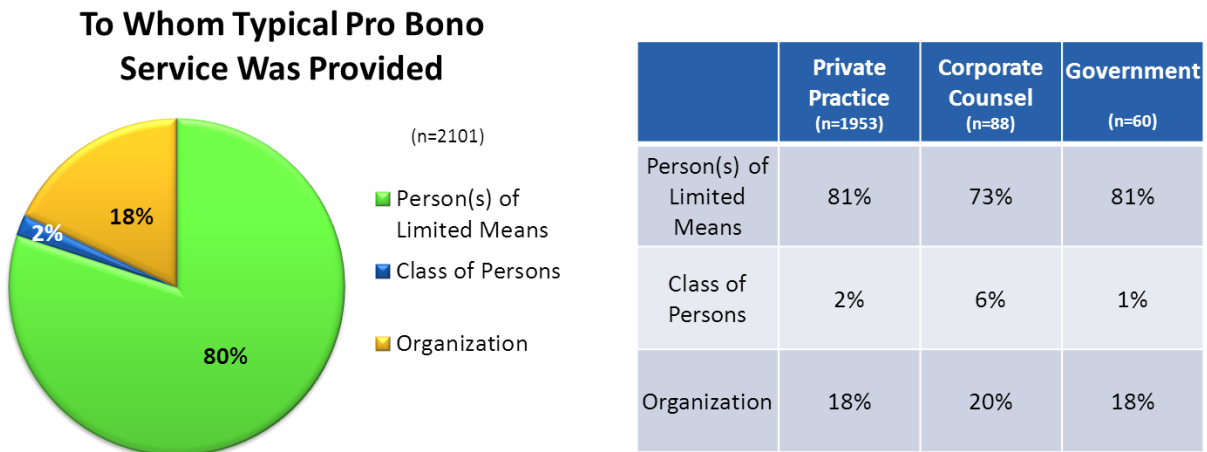 To Whom Typical Pro Bono
Service Was Provided
(n=2101)
18%
2%
80%
Person(s) of
Limited Means
Class of Persons
Organization
Private
Practice
(n=1953)
Corporate
Counsel
(n=88)
Government
(n=60)
Person(s) of
Limited
Means
81%
73%
81%
Class of
Persons
2%
6%
1%
Organization
18%
20%
18%